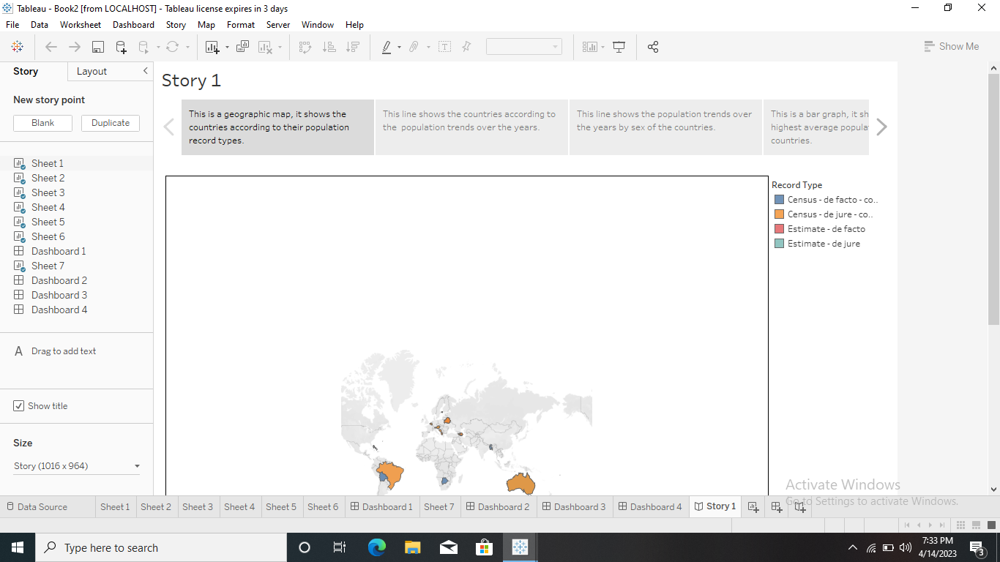 Tableau - Book2 [from LOCALHOST] - Tableau license expires in 3 days
File Data Worksheet Dashboard Story Map Format Server Window Help
Show Me
Story Layout
New story point
Blank Duplicate
Sheet 1
Sheet 2
Sheet 3
Sheet 4
Sheet 5
Sheet 6
Dashboard 1
Sheet 7
Dashboard 2
Dashboard 3
Dashboard 4
A Drag to add text
Show title
Size
Story (1016 x 964)
Story 1
This is a geographic map, it shows the
countries according to their population
record types.
This line shows the countries according to
the population trends over the years.
This line shows the population trends over
the years by sex of the countries.
This is a bar graph, it sh
highest average popula
countries.
Record Type
Census - de facto - co..
Census - de jure - co..
Estimate - de facto
Estimate - de jure
Activate Windows
Go to Settings to activate Windows.
Data Source Sheet 1 Sheet 2 Sheet 3 Sheet 4 Sheet 5 Sheet 6 Dashboard 1 Sheet 7 Dashboard 2 Dashboard 3 Dashboard 4 Story 1
Type here to search
7:33 PM
4/14/2023
3